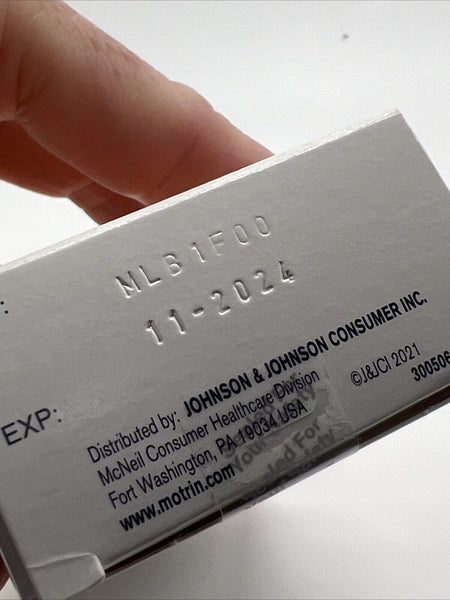 :
NLB1F00
EXP:
11-2024
Distributed by: JOHNSON & JOHNSON CONSUMER INC.
McNeil Consumer Healthcare Division
Fort Washington, PA 19034 USA
www.motrin.com
©J&JCI 2021
300506